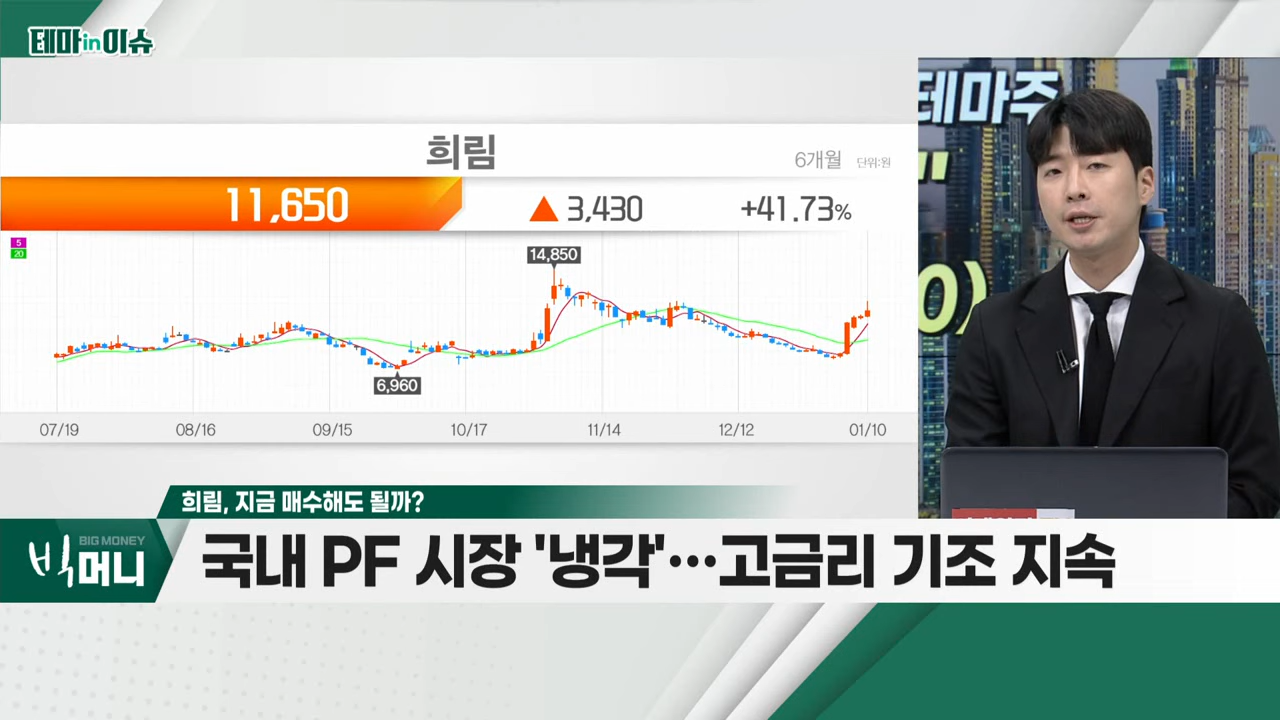 테마in이슈
테마주
"
0)
희림
6개월 단위:원
11,650 ▲ 3,430 +41.73%
5
20
14,850
6,960
07/19 08/16 09/15 10/17 11/14 12/12 01/10
희림, 지금 매수해도 될까?
BIG MONEY
빅머니
국내 PF 시장 '냉각'…고금리 기조 지속